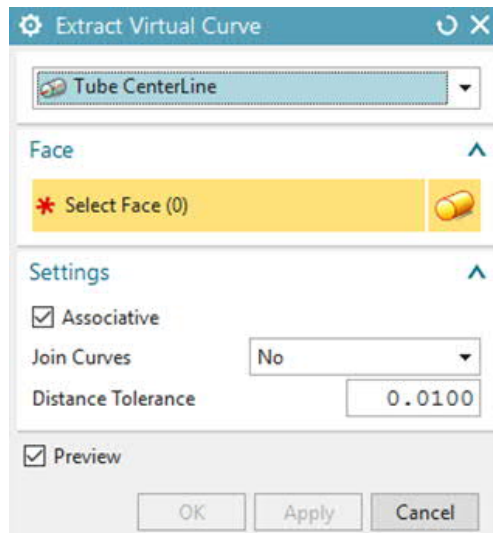 Extract Virtual Curve
Tube CenterLine
Face
* Select Face (0)
Settings
Associative
Join Curves No
Distance Tolerance 0.0100
Preview
OK Apply Cancel